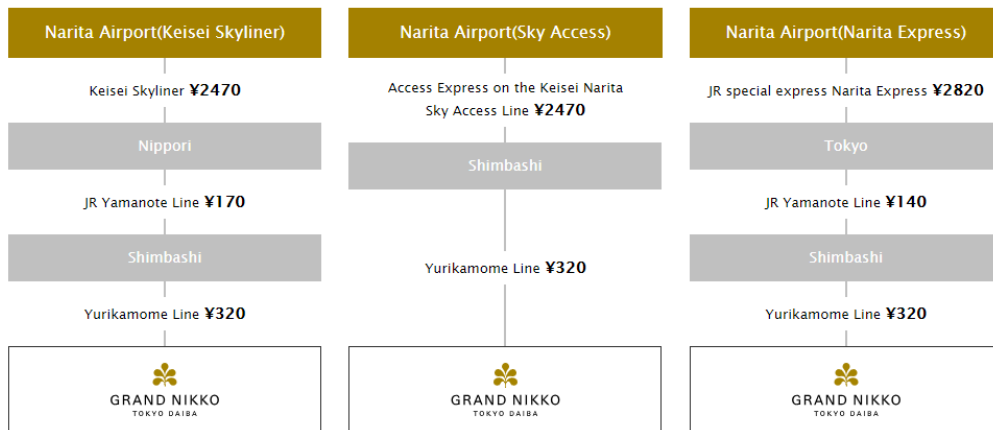 Narita Airport(Keisei Skyliner)
Keisei Skyliner ¥2470
Nippori
JR Yamanote Line ¥170
Shimbashi
Yurikamome Line ¥320
GRAND NIKKO
TOKYO DAIBA
Narita Airport(Sky Access)
Access Express on the Keisei Narita
Sky Access Line ¥2470
Shimbashi
Yurikamome Line ¥320
GRAND NIKKO
TOKYO DAIBA
Narita Airport(Narita Express)
JR special express Narita Express ¥2820
Tokyo
JR Yamanote Line ¥140
Shimbashi
Yurikamome Line ¥320
GRAND NIKKO
TOKYO DAIBA